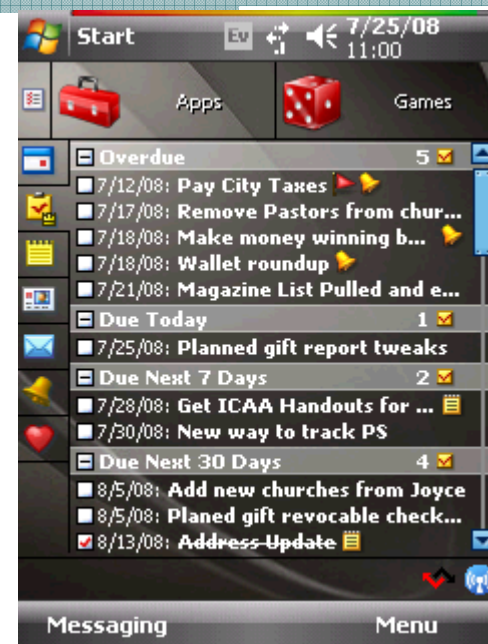 Start Ev 7/25/08
11:00
Apps Games
Overdue 5
7/12/08: Pay City Taxes
7/17/08: Remove Pastors from chur...
7/18/08: Make money winning b...
7/18/08: Wallet roundup
7/21/08: Magazine List Pulled and e...
Due Today 1
7/25/08: Planned gift report tweaks
Due Next 7 Days 2
7/28/08: Get ICAA Handouts for ...
7/30/08: New way to track PS
Due Next 30 Days 4
8/5/08: Add new churches from Joyce
8/5/08: Planed gift revocable check...
8/13/08: Address Update
Messaging Menu